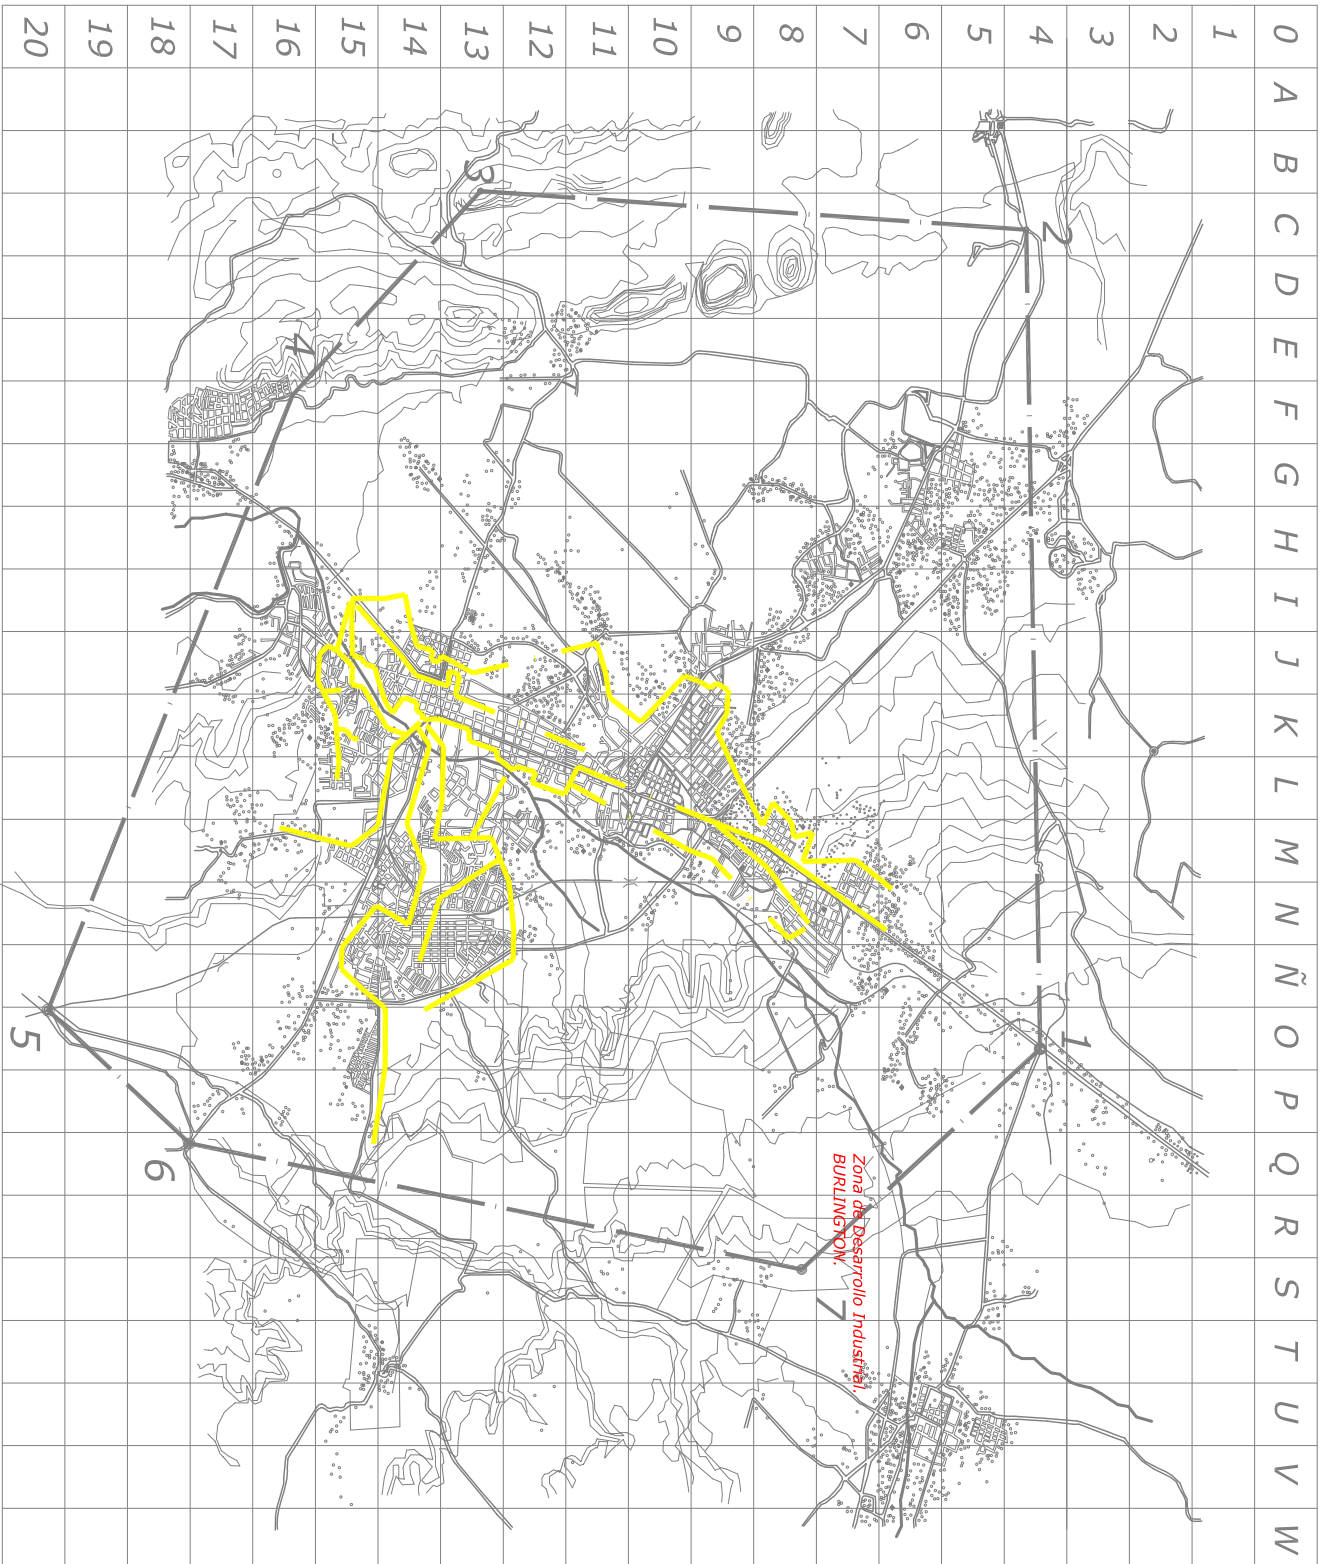 0 1 2 3 4 5 6 7 8 9 10 11 12 13 14 15 16 17 18 19 20
A
B
C
D
E
F
G
H
I
J
K
L
M
N
Ñ
O
P
Q
R
S
T
U
V
W
1
2
3
4
5
6
7
Zona de Desarrollo Industrial.
BURLINGTON.